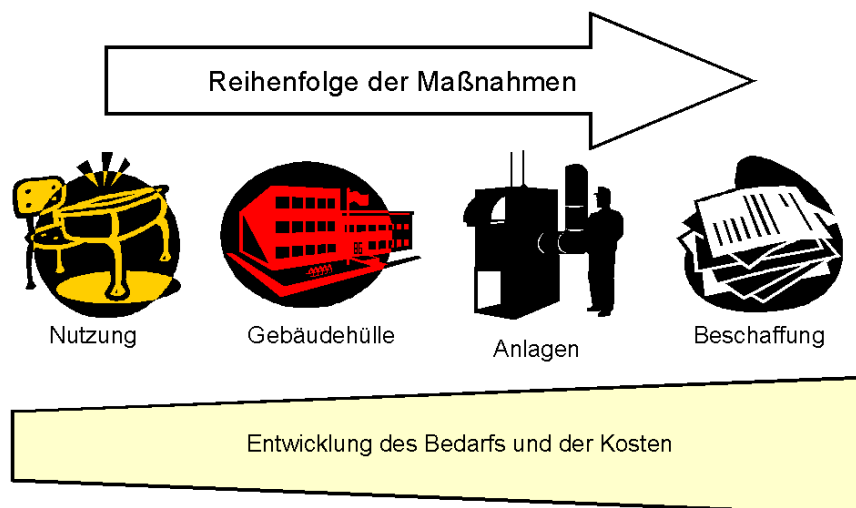 Reihenfolge der Maßnahmen
Nutzung
Gebäudehülle
Anlagen
Beschaffung
Entwicklung des Bedarfs und der Kosten